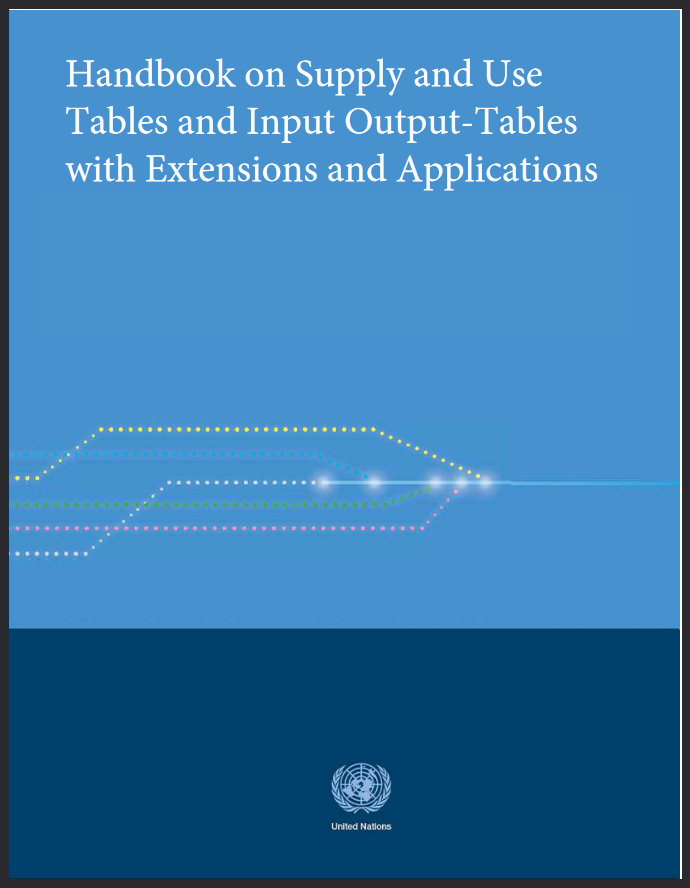 Handbook on Supply and Use
Tables and Input Output-Tables
with Extensions and Applications
United Nations